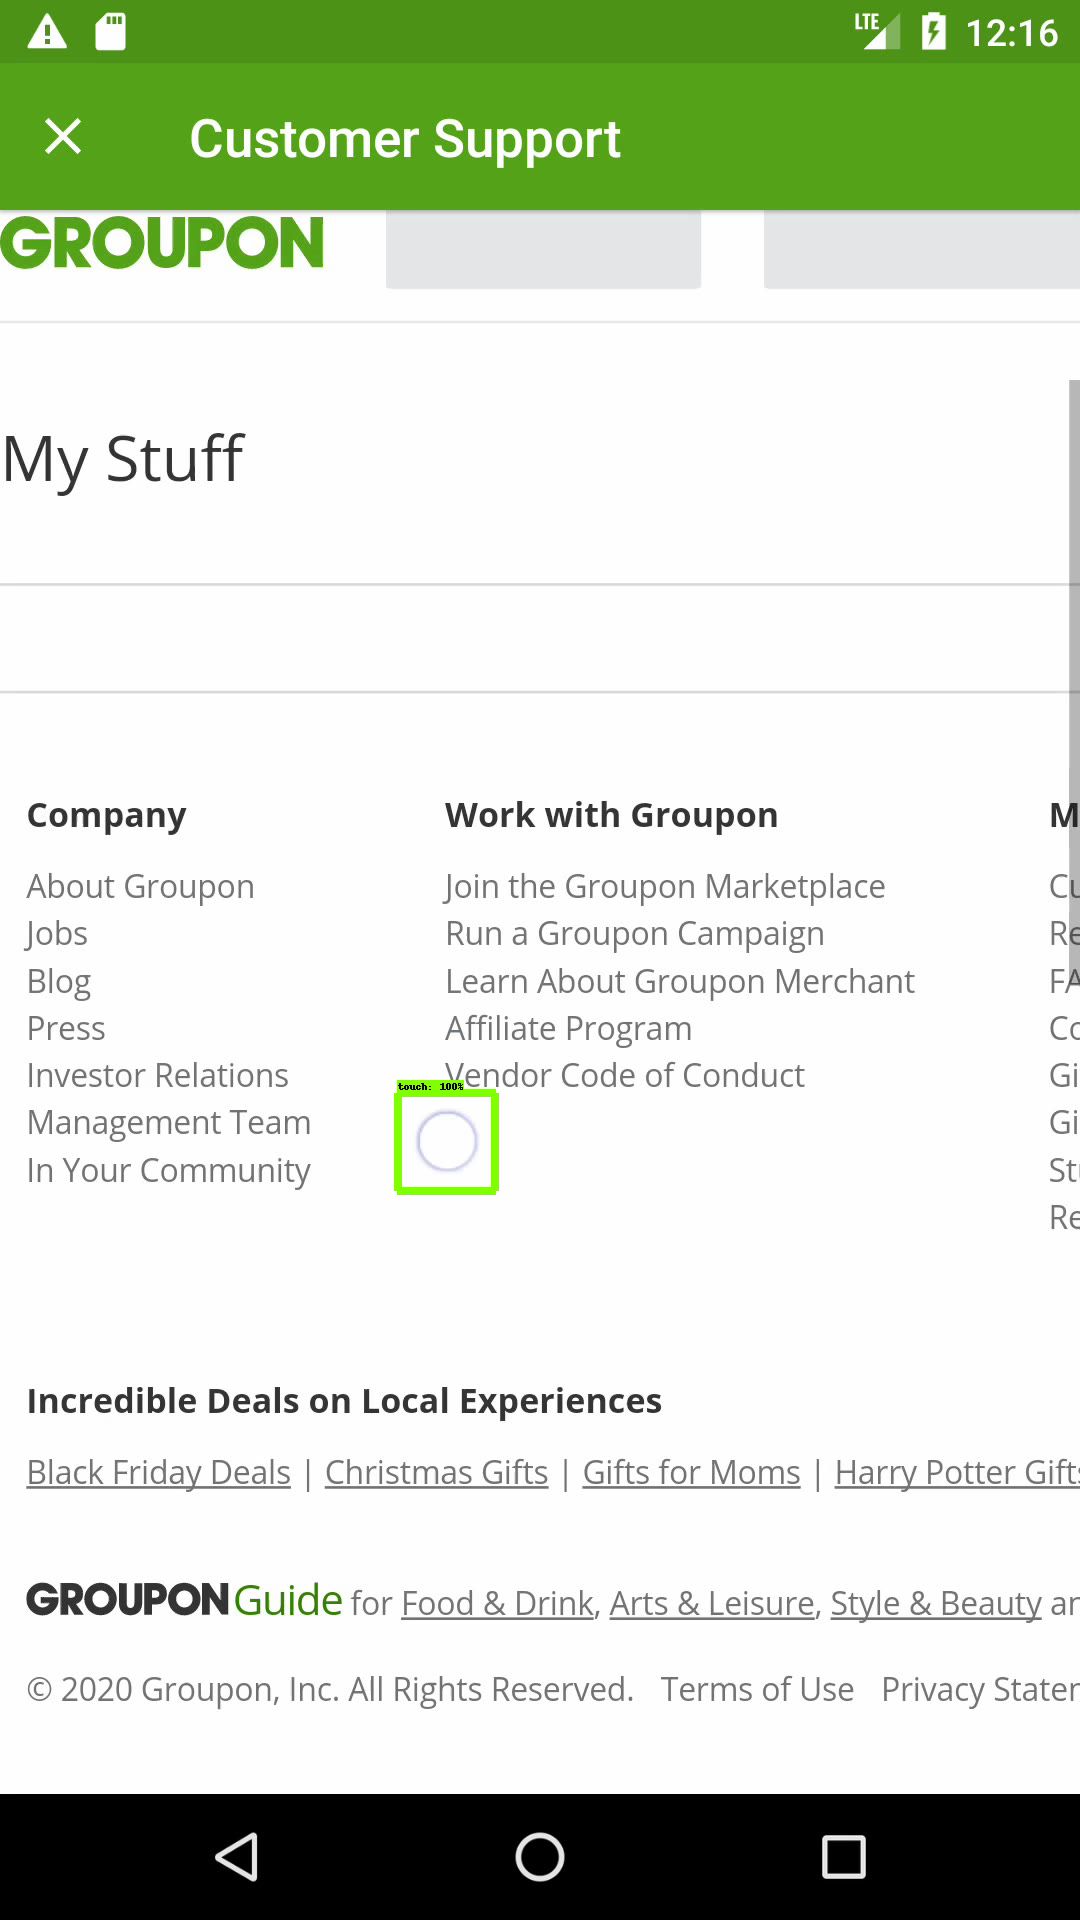 LTE 12:16
Customer Support
GROUPON
My Stuff
Company
About Groupon
Jobs
Blog
Press
Investor Relations
Management Team
In Your Community
Work with Groupon
Join the Groupon Marketplace
Run a Groupon Campaign
Learn About Groupon Merchant
Affiliate Program
Vendor Code of Conduct
touch: 100%
M
Cu
Re
FA
Co
Gi
Gi
Stu
Re
Incredible Deals on Local Experiences
Black Friday Deals | Christmas Gifts | Gifts for Moms | Harry Potter Gifts
GROUPON Guide for Food & Drink, Arts & Leisure, Style & Beauty an
© 2020 Groupon, Inc. All Rights Reserved. Terms of Use Privacy Staten